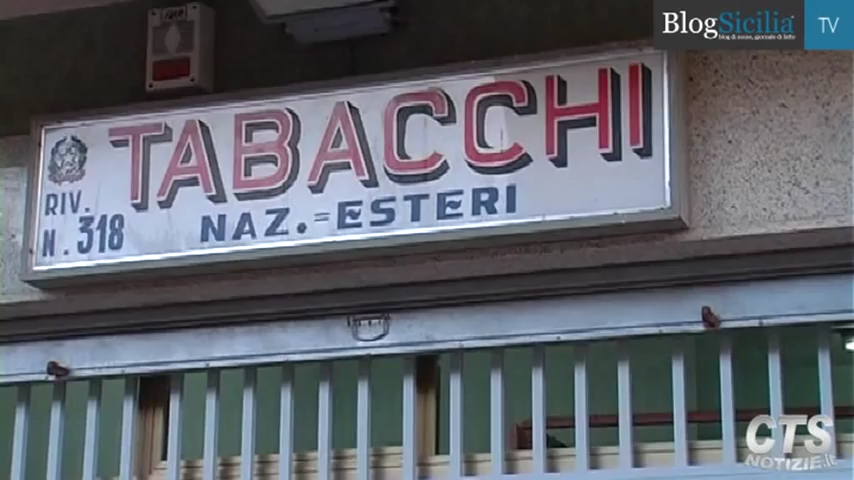 BlogSicilia TV
TABACCHI
RIV.
N. 318
NAZ. = ESTERI
CTS
NOTIZIE.it